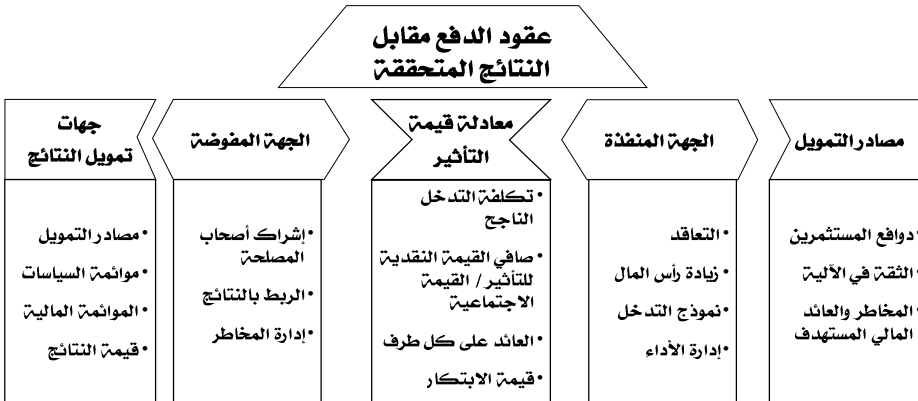 عقود الدفع مقابل
النتائج المتحققة
مصادر التمويل
• دوافع المستثمرين
• الثقة في الآلية
• المخاطر والعائد
المالي المستهدف
الجهة المنفذة
• التعاقد
• زيادة رأس المال
• نموذج التدخل
• إدارة الأداء
معادلة قيمة
التأثير
• تكلفة التدخل
الناجح
• صافي القيمة النقدية
للتأثير / القيمة
الاجتماعية
• العائد على كل طرف
• قيمة الابتكار
الجهة المفوضة
• إشراك أصحاب
المصلحة
• الربط بالنتائج
• إدارة المخاطر
جهات
تمويل النتائج
• مصادر التمويل
• موائمة السياسات
• الموائمة المالية
• قيمة النتائج